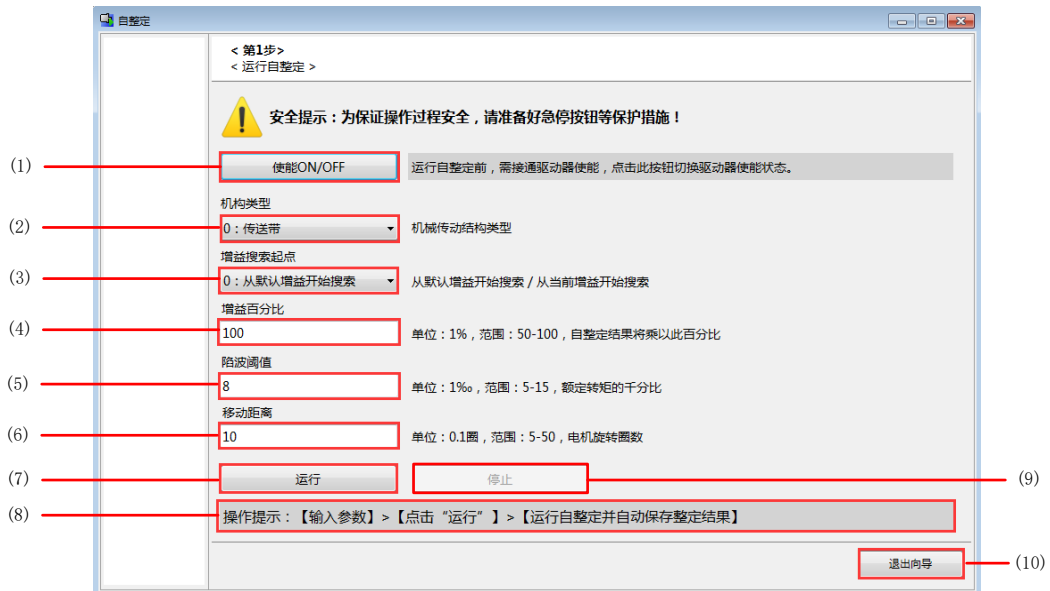 自整定
< 第1步>
< 运行自整定 >
安全提示：为保证操作过程安全，请准备好急停按钮等保护措施！
(1)
使能ON/OFF
运行自整定前，需接通驱动器使能，点击此按钮切换驱动器使能状态。
机构类型
(2)
0：传送带
机械传动结构类型
增益搜索起点
(3)
0：从默认增益开始搜索
从默认增益开始搜索 / 从当前增益开始搜索
增益百分比
(4)
100
单位：1%，范围：50-100，自整定结果将乘以此百分比
陷波阈值
(5)
8
单位：1‰，范围：5-15，额定转矩的千分比
移动距离
(6)
10
单位：0.1圈，范围：5-50，电机旋转圈数
(7)
运行
停止
(9)
(8)
操作提示：【输入参数】>【点击“运行”】>【运行自整定并自动保存整定结果】
退出向导
(10)